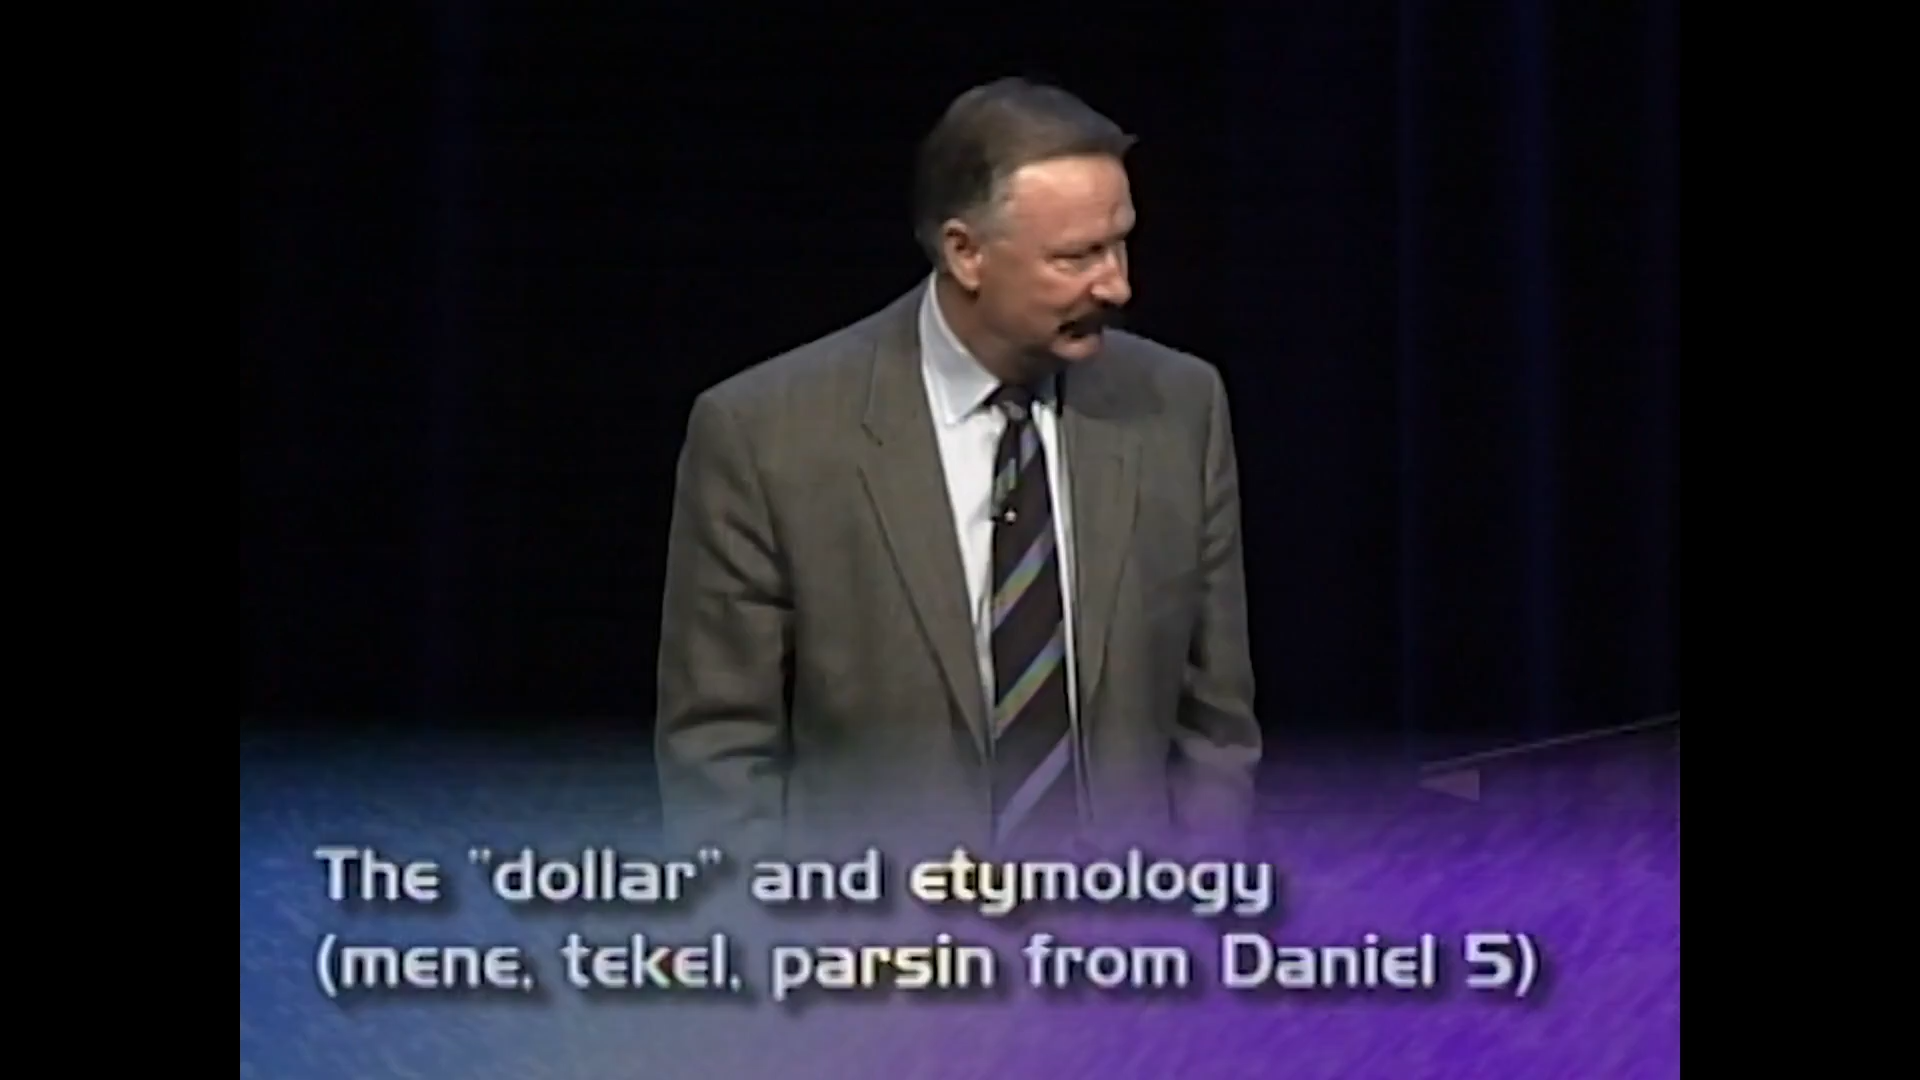 The "dollar" and etymology
(mene, tekel, parsin from Daniel 5)